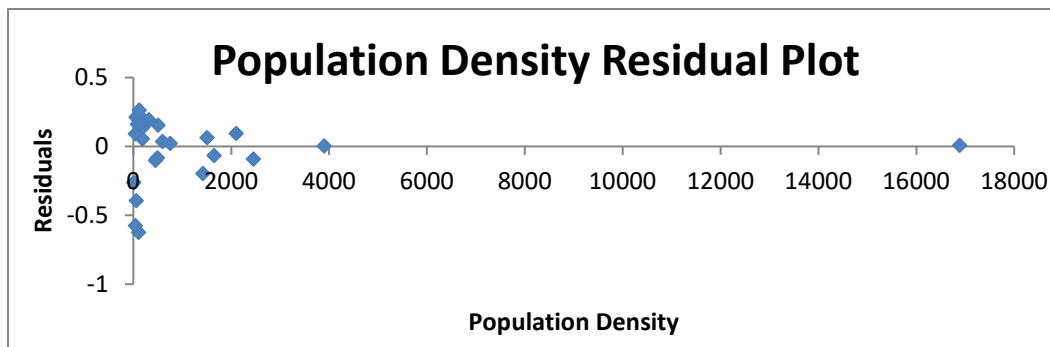 Population Density Residual Plot
0.5
0
-0.5
-1
Residuals
0 2000 4000 6000 8000 10000 12000 14000 16000 18000
Population Density